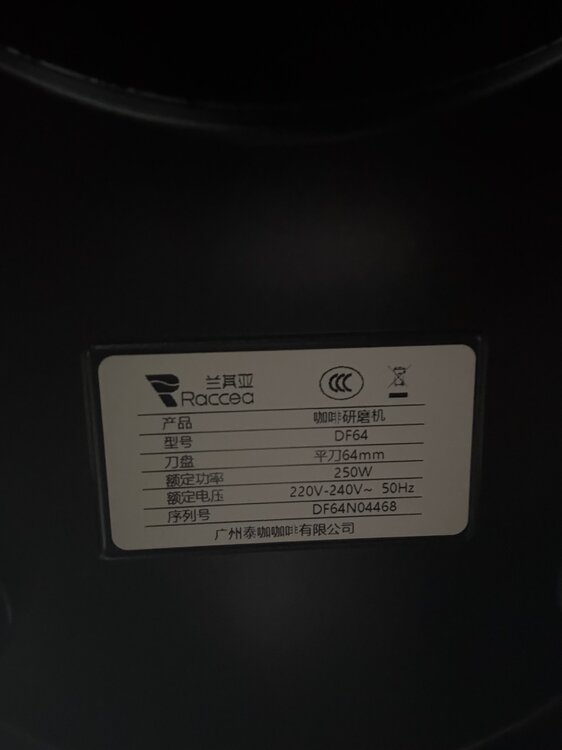 兰其亚
Raccea
CCC
产品 咖啡研磨机
型号 DF64
刀盘 平刀64mm
额定功率 250W
额定电压 220V-240V~ 50Hz
序列号 DF64N04468
广州泰咖咖啡有限公司